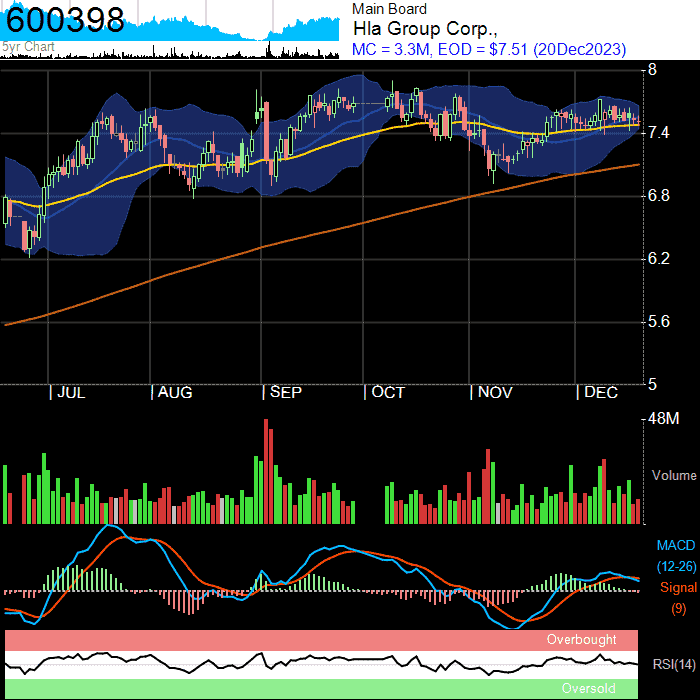 600398
5yr Chart
Main Board
Hla Group Corp.,
MC = 3.3M, EOD = $7.51 (20Dec2023)
8
7.4
6.8
6.2
5.6
5
| JUL | AUG | SEP | OCT | NOV | DEC
48M
Volume
MACD
(12-26)
Signal
(9)
Overbought
RSI(14)
Oversold